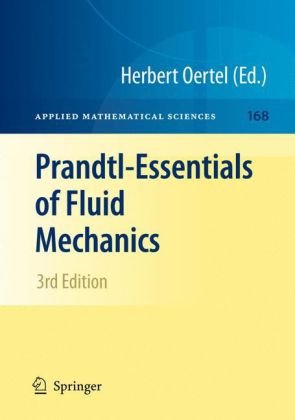 Herbert Oertel (Ed.)
APPLIED MATHEMATICAL SCIENCES 168
Prandtl-Essentials
of Fluid
Mechanics
3rd Edition
Springer